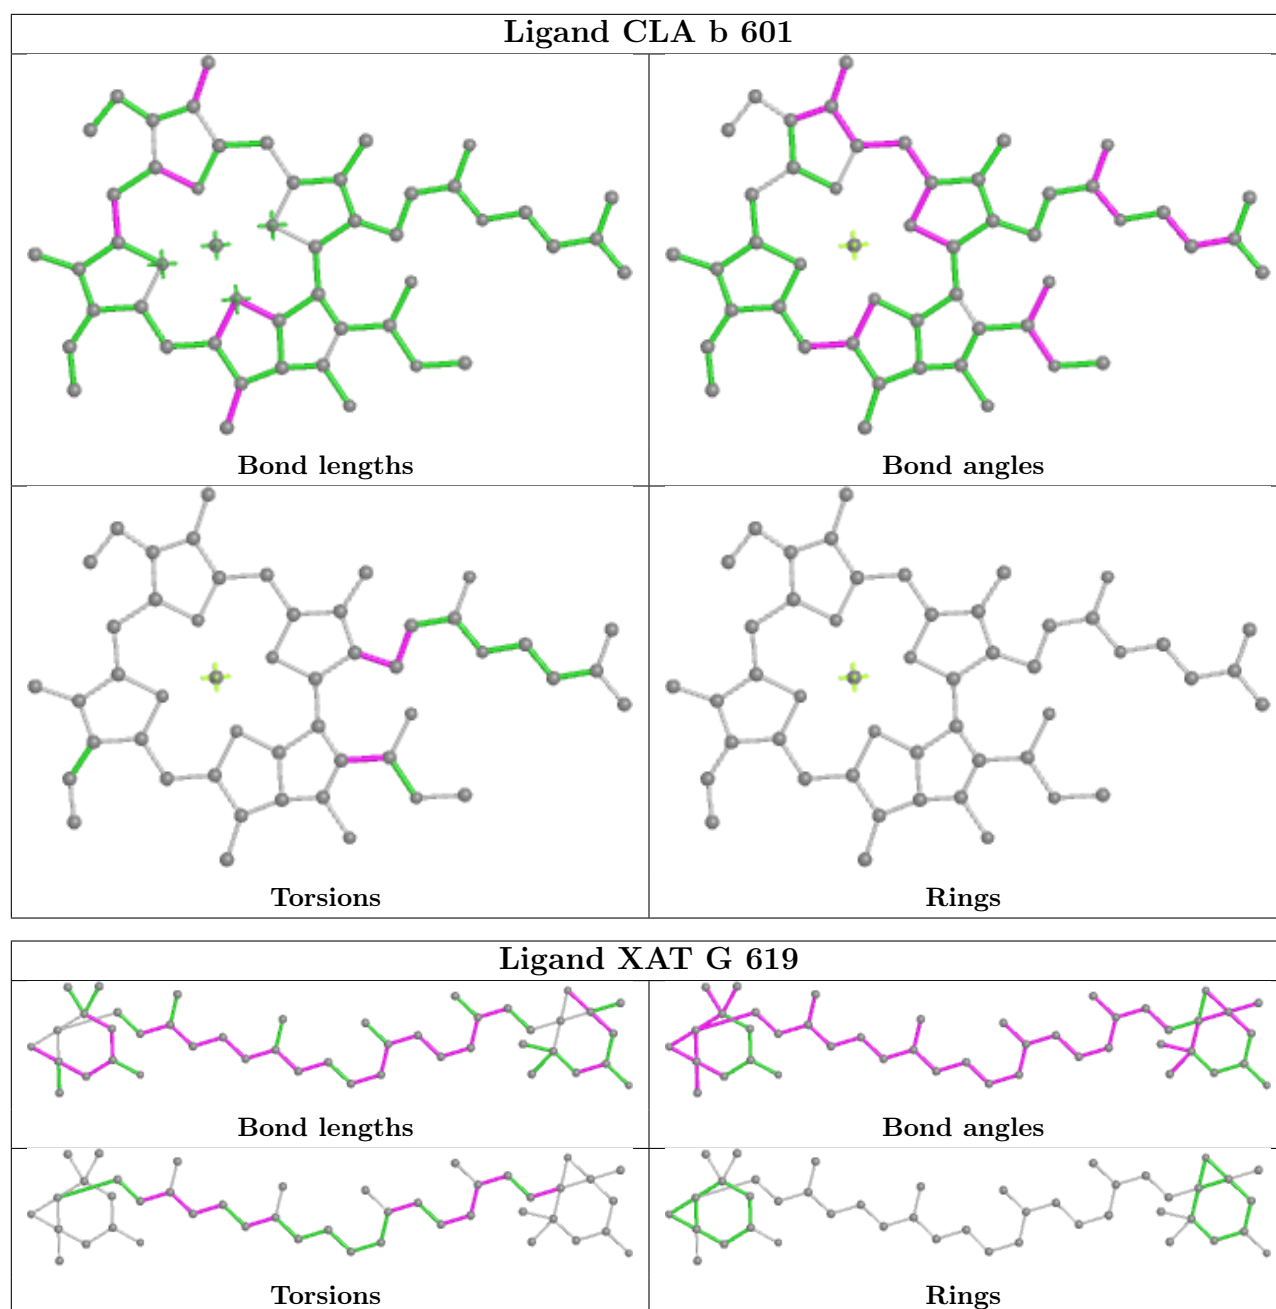 Ligand CLA b 601
Bond lengths
Bond angles
Torsions
Rings
Ligand XAT G 619
Bond lengths
Bond angles
Torsions
Rings